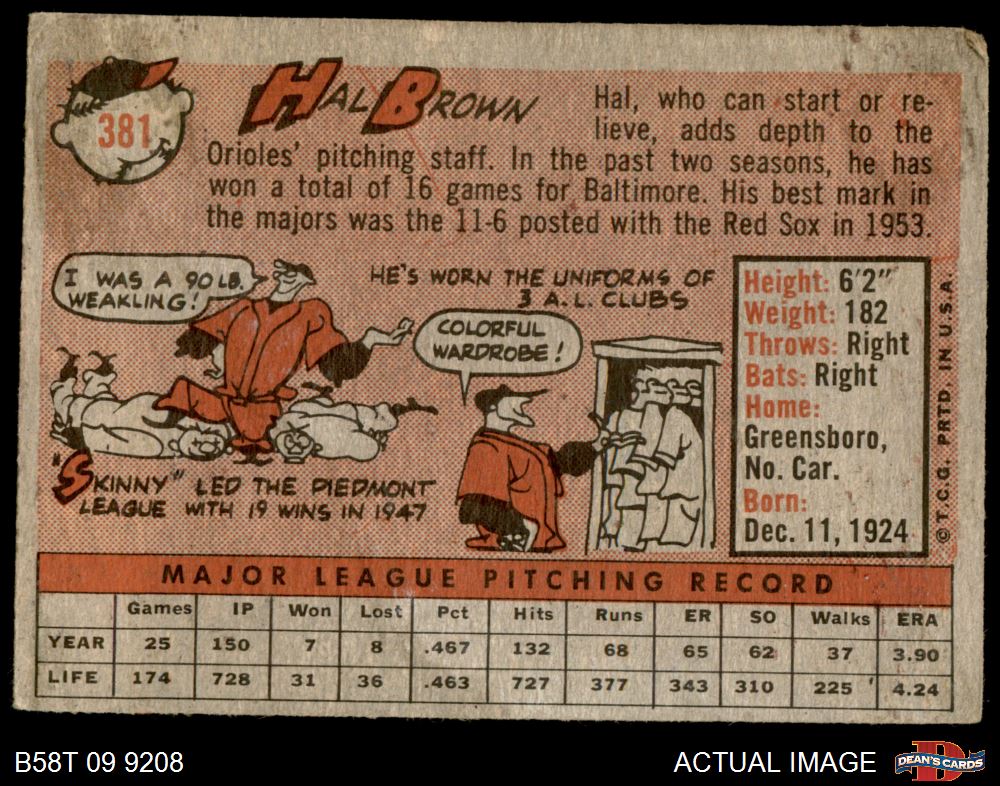 381
HAL BROWN
Hal, who can start or re-
lieve, adds depth to the
Orioles' pitching staff. In the past two seasons, he has
won a total of 16 games for Baltimore. His best mark in
the majors was the 11-6 posted with the Red Sox in 1953.
I WAS A 90 LB.
WEAKLING!
HE'S WORN THE UNIFORMS OF
3 A.L. CLUBS
COLORFUL
WARDROBE!
"SKINNY" LED THE PIEDMONT
LEAGUE WITH 19 WINS IN 1947
Height: 6'2"
Weight: 182
Throws: Right
Bats: Right
Home:
Greensboro,
No. Car.
Born:
Dec. 11, 1924
© T.C.G. PRTD. IN U.S.A.
MAJOR LEAGUE PITCHING RECORD
Games IP Won Lost Pct Hits Runs ER SO Walks ERA
YEAR 25 150 7 8 .467 132 68 65 62 37 3.90
LIFE 174 728 31 36 .463 727 377 343 310 225 4.24
B58T 09 9208
ACTUAL IMAGE
D
DEAN'S CARDS